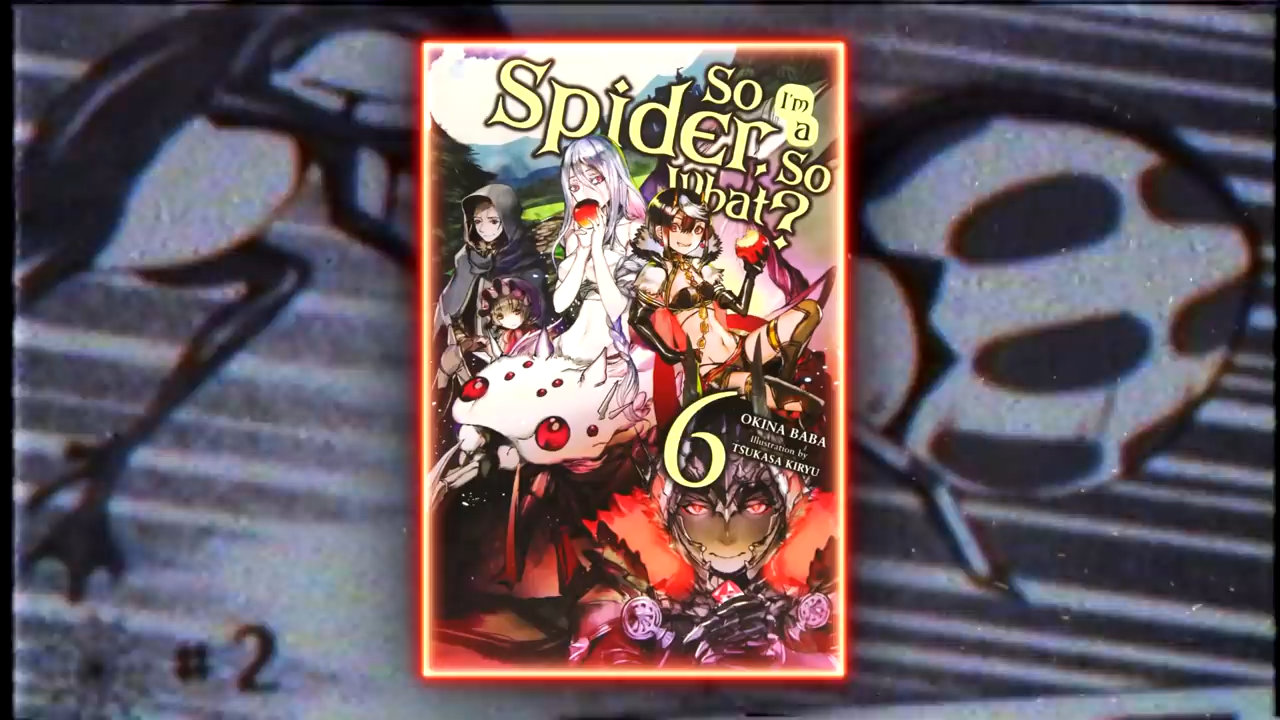 So I'm a
Spider, So
What?
6
OKINA BABA
Illustration by
TSUKASA KIRYU
#2